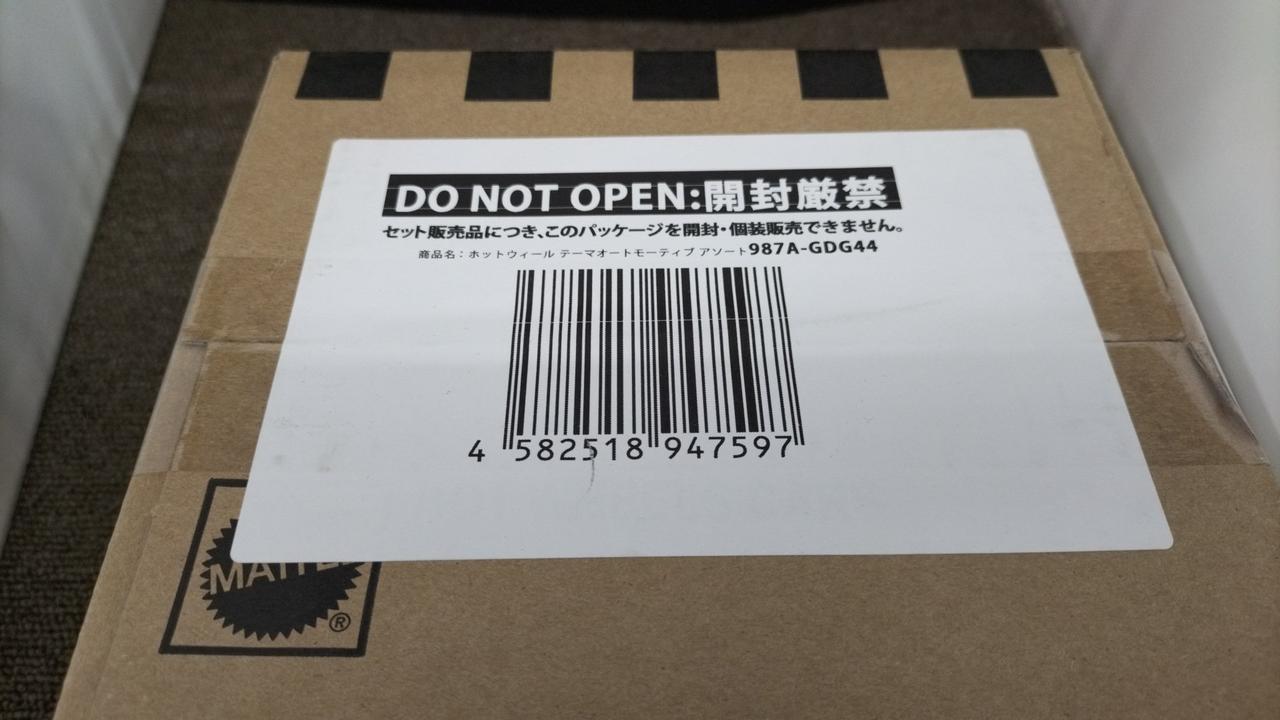 DO NOT OPEN:開封厳禁
セット販売品につき、このパッケージを開封・個装販売できません。
商品名：ホットウィール テーマオートモーティブ アソート987A-GDG44
4 582518 947597
MATTEL
®